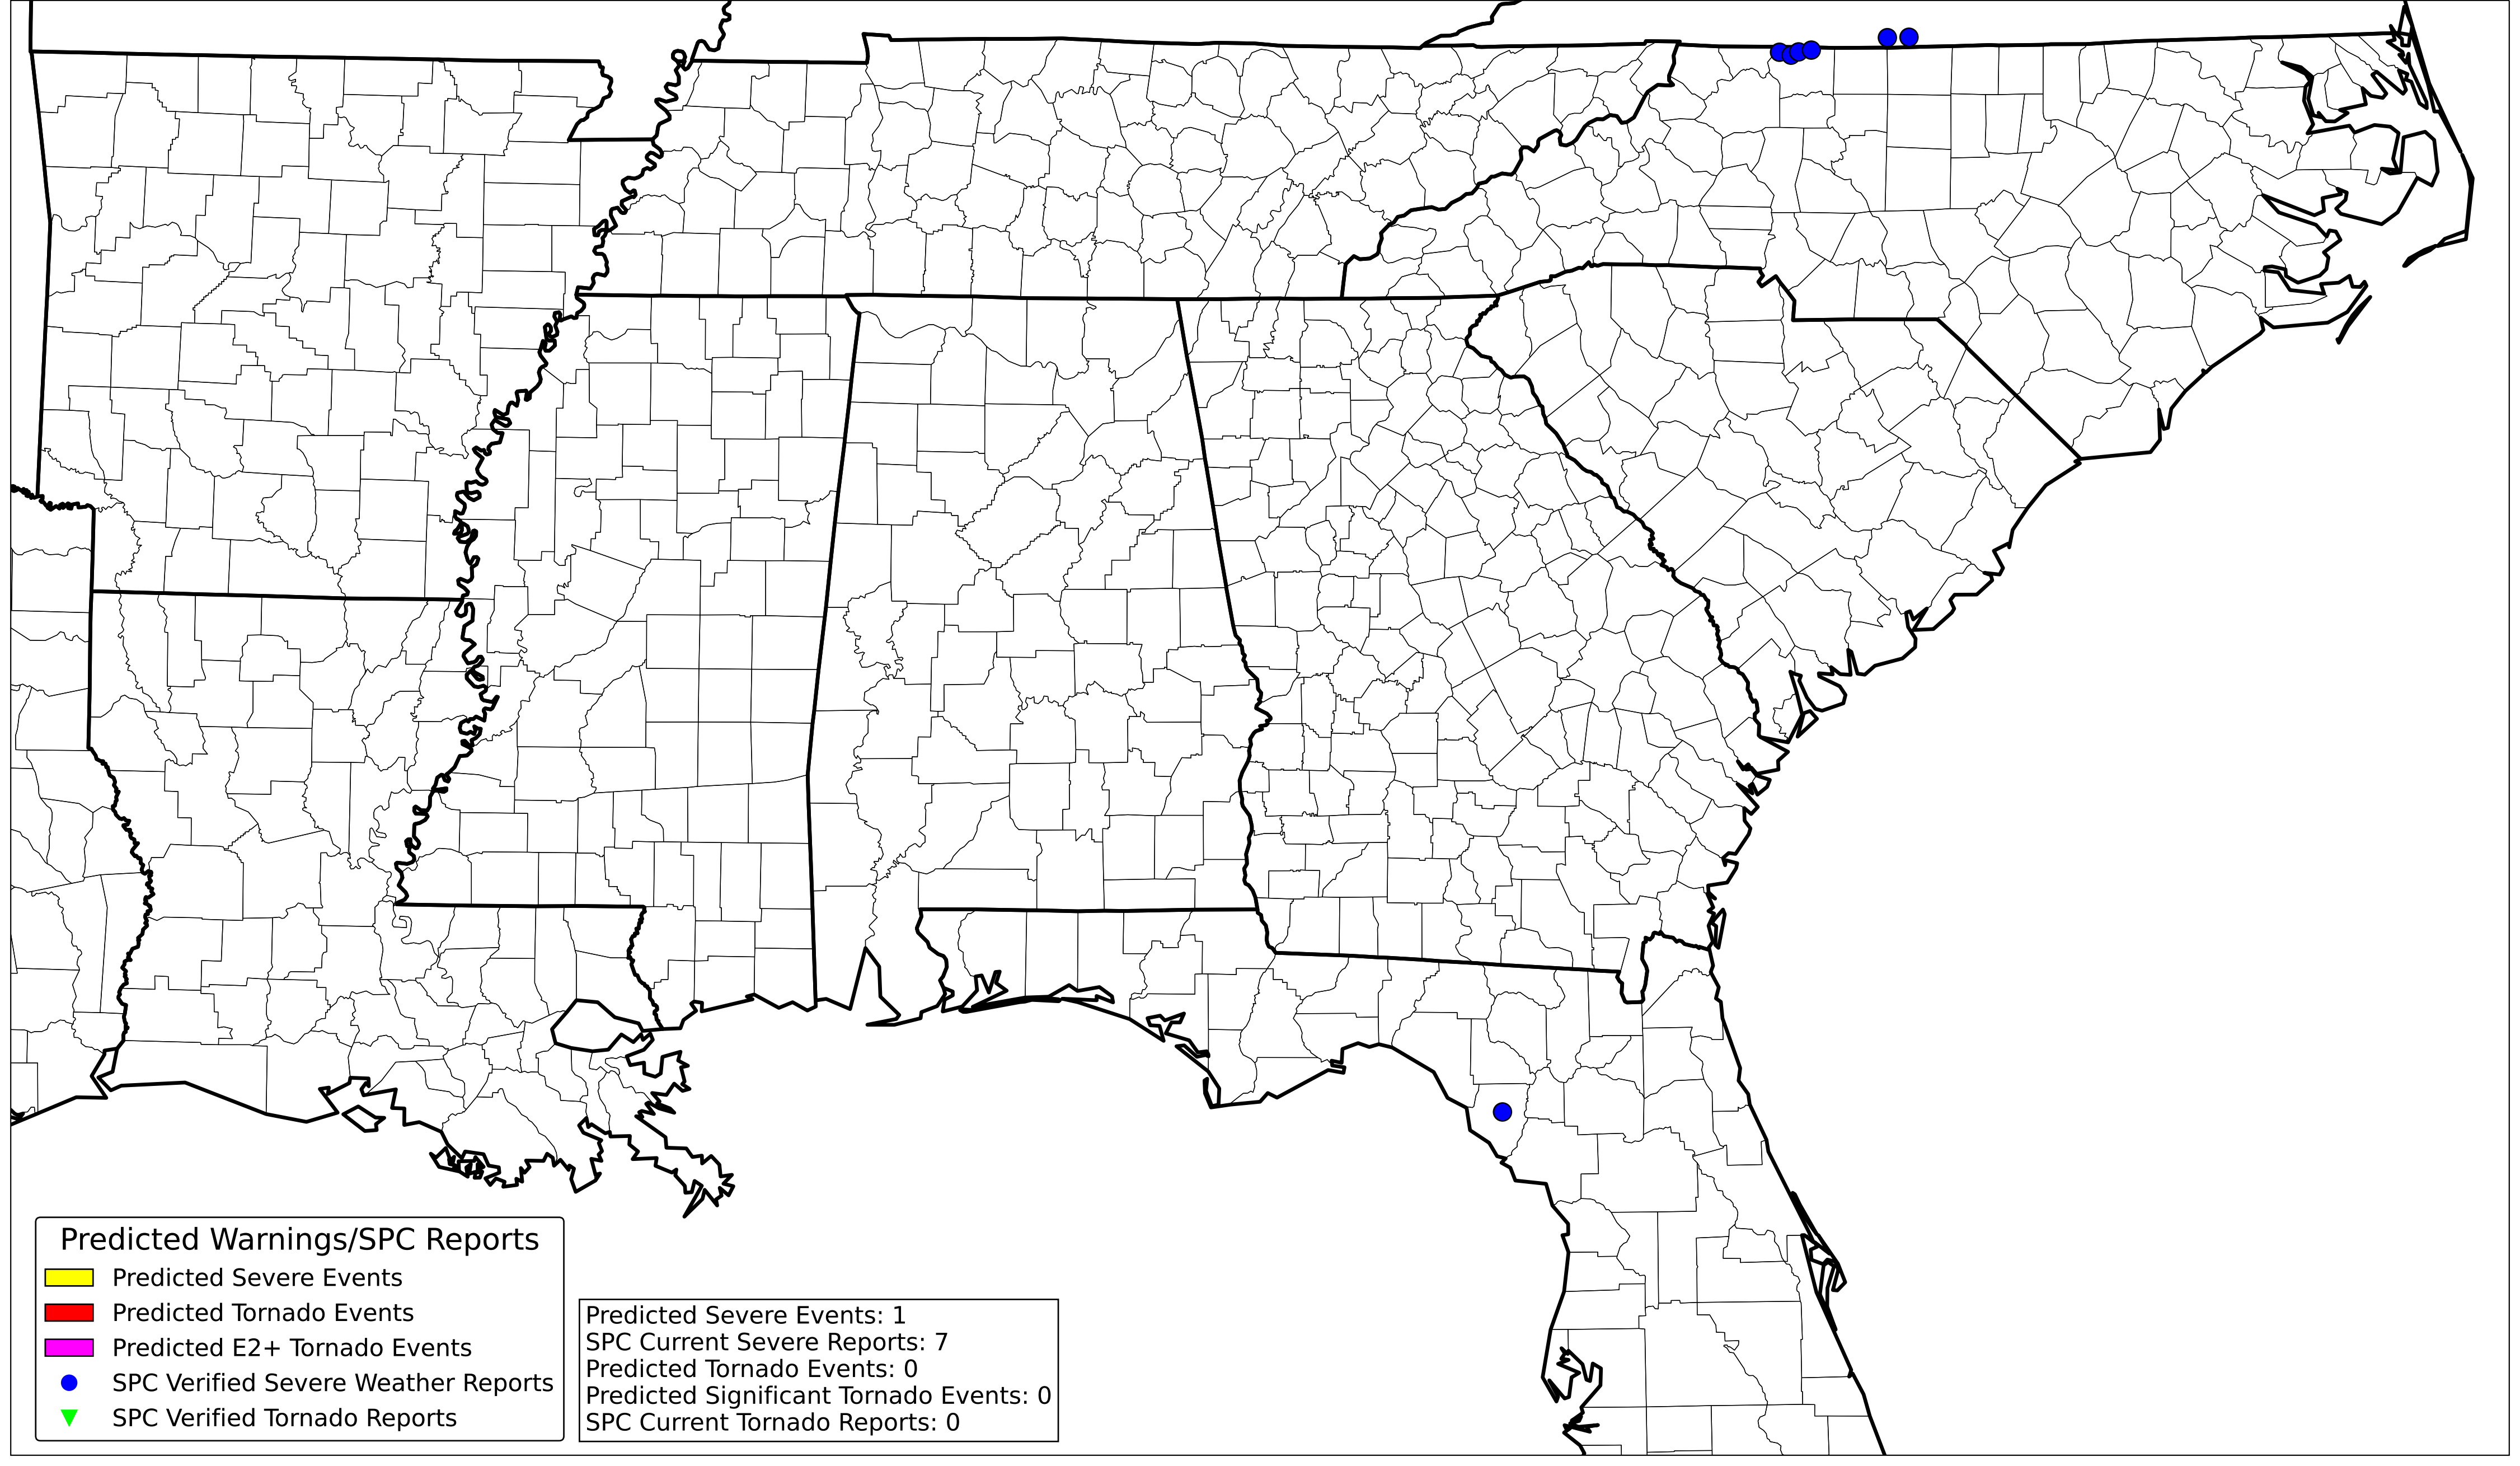 Predicted Warnings/SPC Reports
Predicted Severe Events
Predicted Tornado Events
Predicted E2+ Tornado Events
SPC Verified Severe Weather Reports
SPC Verified Tornado Reports
Predicted Severe Events: 1
SPC Current Severe Reports: 7
Predicted Tornado Events: 0
Predicted Significant Tornado Events: 0
SPC Current Tornado Reports: 0